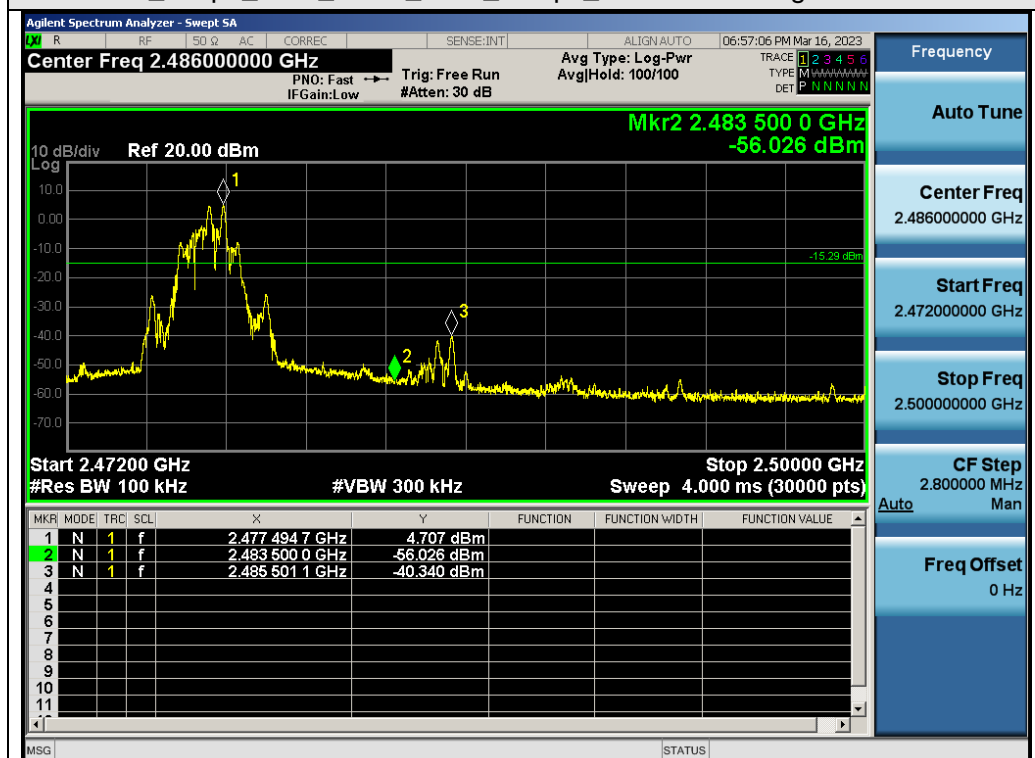 Agilent Spectrum Analyzer - Swept SA
LXI R RF 50 Ω AC CORREC SENSE:INT ALIGN AUTO 06:57:06 PM Mar 16, 2023
Center Freq 2.486000000 GHz
PNO: Fast
IFGain:Low
Trig: Free Run
#Atten: 30 dB
Avg Type: Log-Pwr
Avg|Hold: 100/100
TRACE 1 2 3 4 5 6
TYPE M
DET P N N N N N
Mkr2 2.483 500 0 GHz
-56.026 dBm
10 dB/div Ref 20.00 dBm
Log
10.0
0.00
-10.0
-20.0
-30.0
-40.0
-50.0
-60.0
-70.0
1
2
3
-15.29 dBm
Start 2.47200 GHz Stop 2.50000 GHz
#Res BW 100 kHz #VBW 300 kHz Sweep 4.000 ms (30000 pts)
MKR MODE TRC SCL X Y FUNCTION FUNCTION WIDTH FUNCTION VALUE
1 N 1 f 2.477 494 7 GHz 4.707 dBm
2 N 1 f 2.483 500 0 GHz -56.026 dBm
3 N 1 f 2.485 501 1 GHz -40.340 dBm
4
5
6
7
8
9
10
11
MSG STATUS
Frequency
Auto Tune
Center Freq
2.486000000 GHz
Start Freq
2.472000000 GHz
Stop Freq
2.500000000 GHz
CF Step
2.800000 MHz
Auto Man
Freq Offset
0 Hz